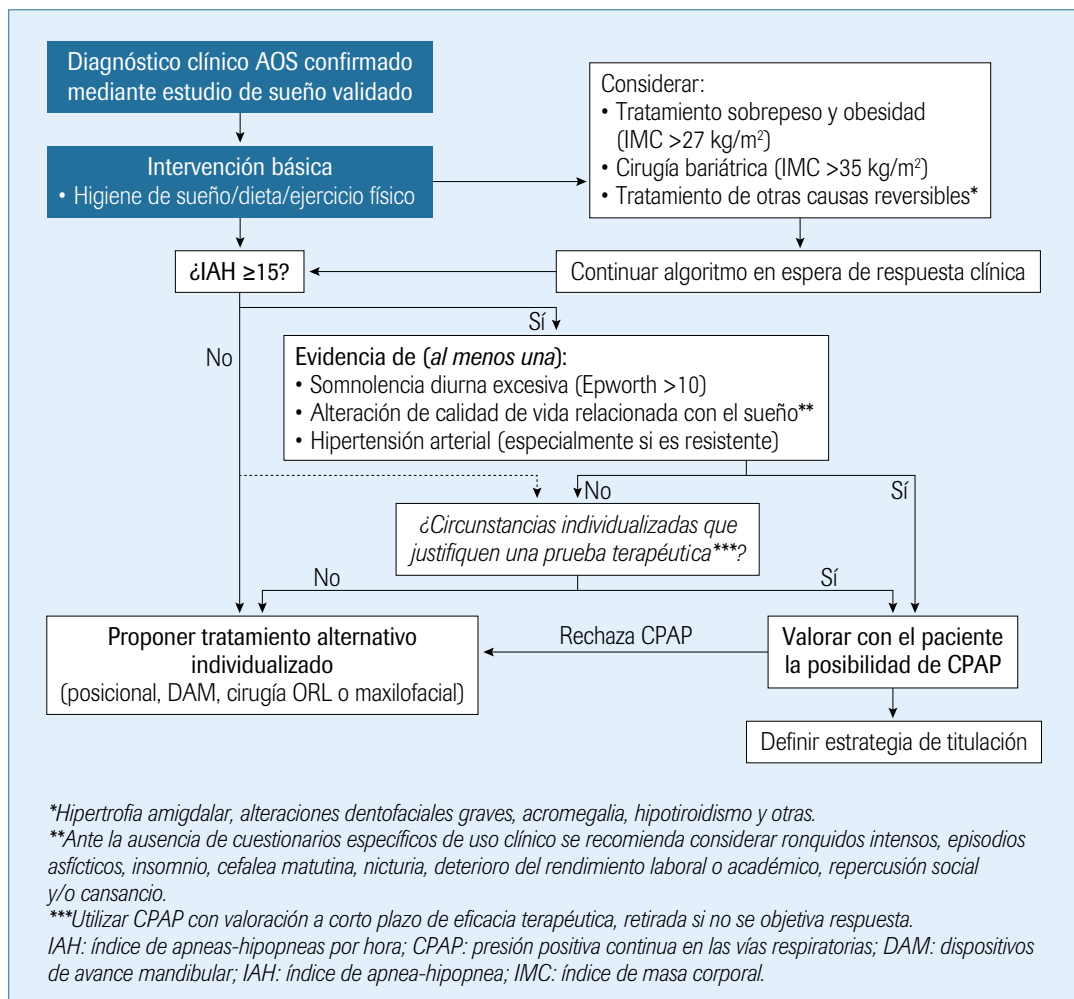 Diagnóstico clínico AOS confirmado
mediante estudio de sueño validado
Intervención básica
• Higiene de sueño/dieta/ejercicio físico
Considerar:
• Tratamiento sobrepeso y obesidad
(IMC >27 kg/m²)
• Cirugía bariátrica (IMC >35 kg/m²)
• Tratamiento de otras causas reversibles*
¿IAH ≥15?
Continuar algoritmo en espera de respuesta clínica
Sí
No
Evidencia de (al menos una):
• Somnolencia diurna excesiva (Epworth >10)
• Alteración de calidad de vida relacionada con el sueño**
• Hipertensión arterial (especialmente si es resistente)
No
Sí
¿Circunstancias individualizadas que
justifiquen una prueba terapéutica***?
No
Sí
Proponer tratamiento alternativo
individualizado
(posicional, DAM, cirugía ORL o maxilofacial)
Rechaza CPAP
Valorar con el paciente
la posibilidad de CPAP
Definir estrategia de titulación
*Hipertrofia amigdalar, alteraciones dentofaciales graves, acromegalia, hipotiroidismo y otras.
**Ante la ausencia de cuestionarios específicos de uso clínico se recomienda considerar ronquidos intensos, episodios
asfícticos, insomnio, cefalea matutina, nicturia, deterioro del rendimiento laboral o académico, repercusión social
y/o cansancio.
***Utilizar CPAP con valoración a corto plazo de eficacia terapéutica, retirada si no se objetiva respuesta.
IAH: índice de apneas-hipopneas por hora; CPAP: presión positiva continua en las vías respiratorias; DAM: dispositivos
de avance mandibular; IAH: índice de apnea-hipopnea; IMC: índice de masa corporal.